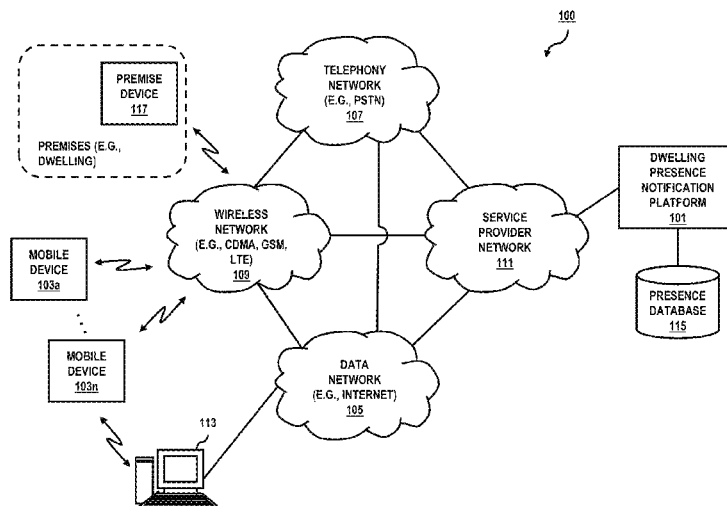 100
PREMISE
DEVICE
117
PREMISES (E.G.,
DWELLING)
TELEPHONY
NETWORK
(E.G., PSTN)
107
DWELLING
PRESENCE
NOTIFICATION
PLATFORM
101
WIRELESS
NETWORK
(E.G., CDMA, GSM,
LTE)
109
SERVICE
PROVIDER
NETWORK
111
MOBILE
DEVICE
103a
PRESENCE
DATABASE
115
MOBILE
DEVICE
103n
DATA
NETWORK
(E.G., INTERNET)
105
113